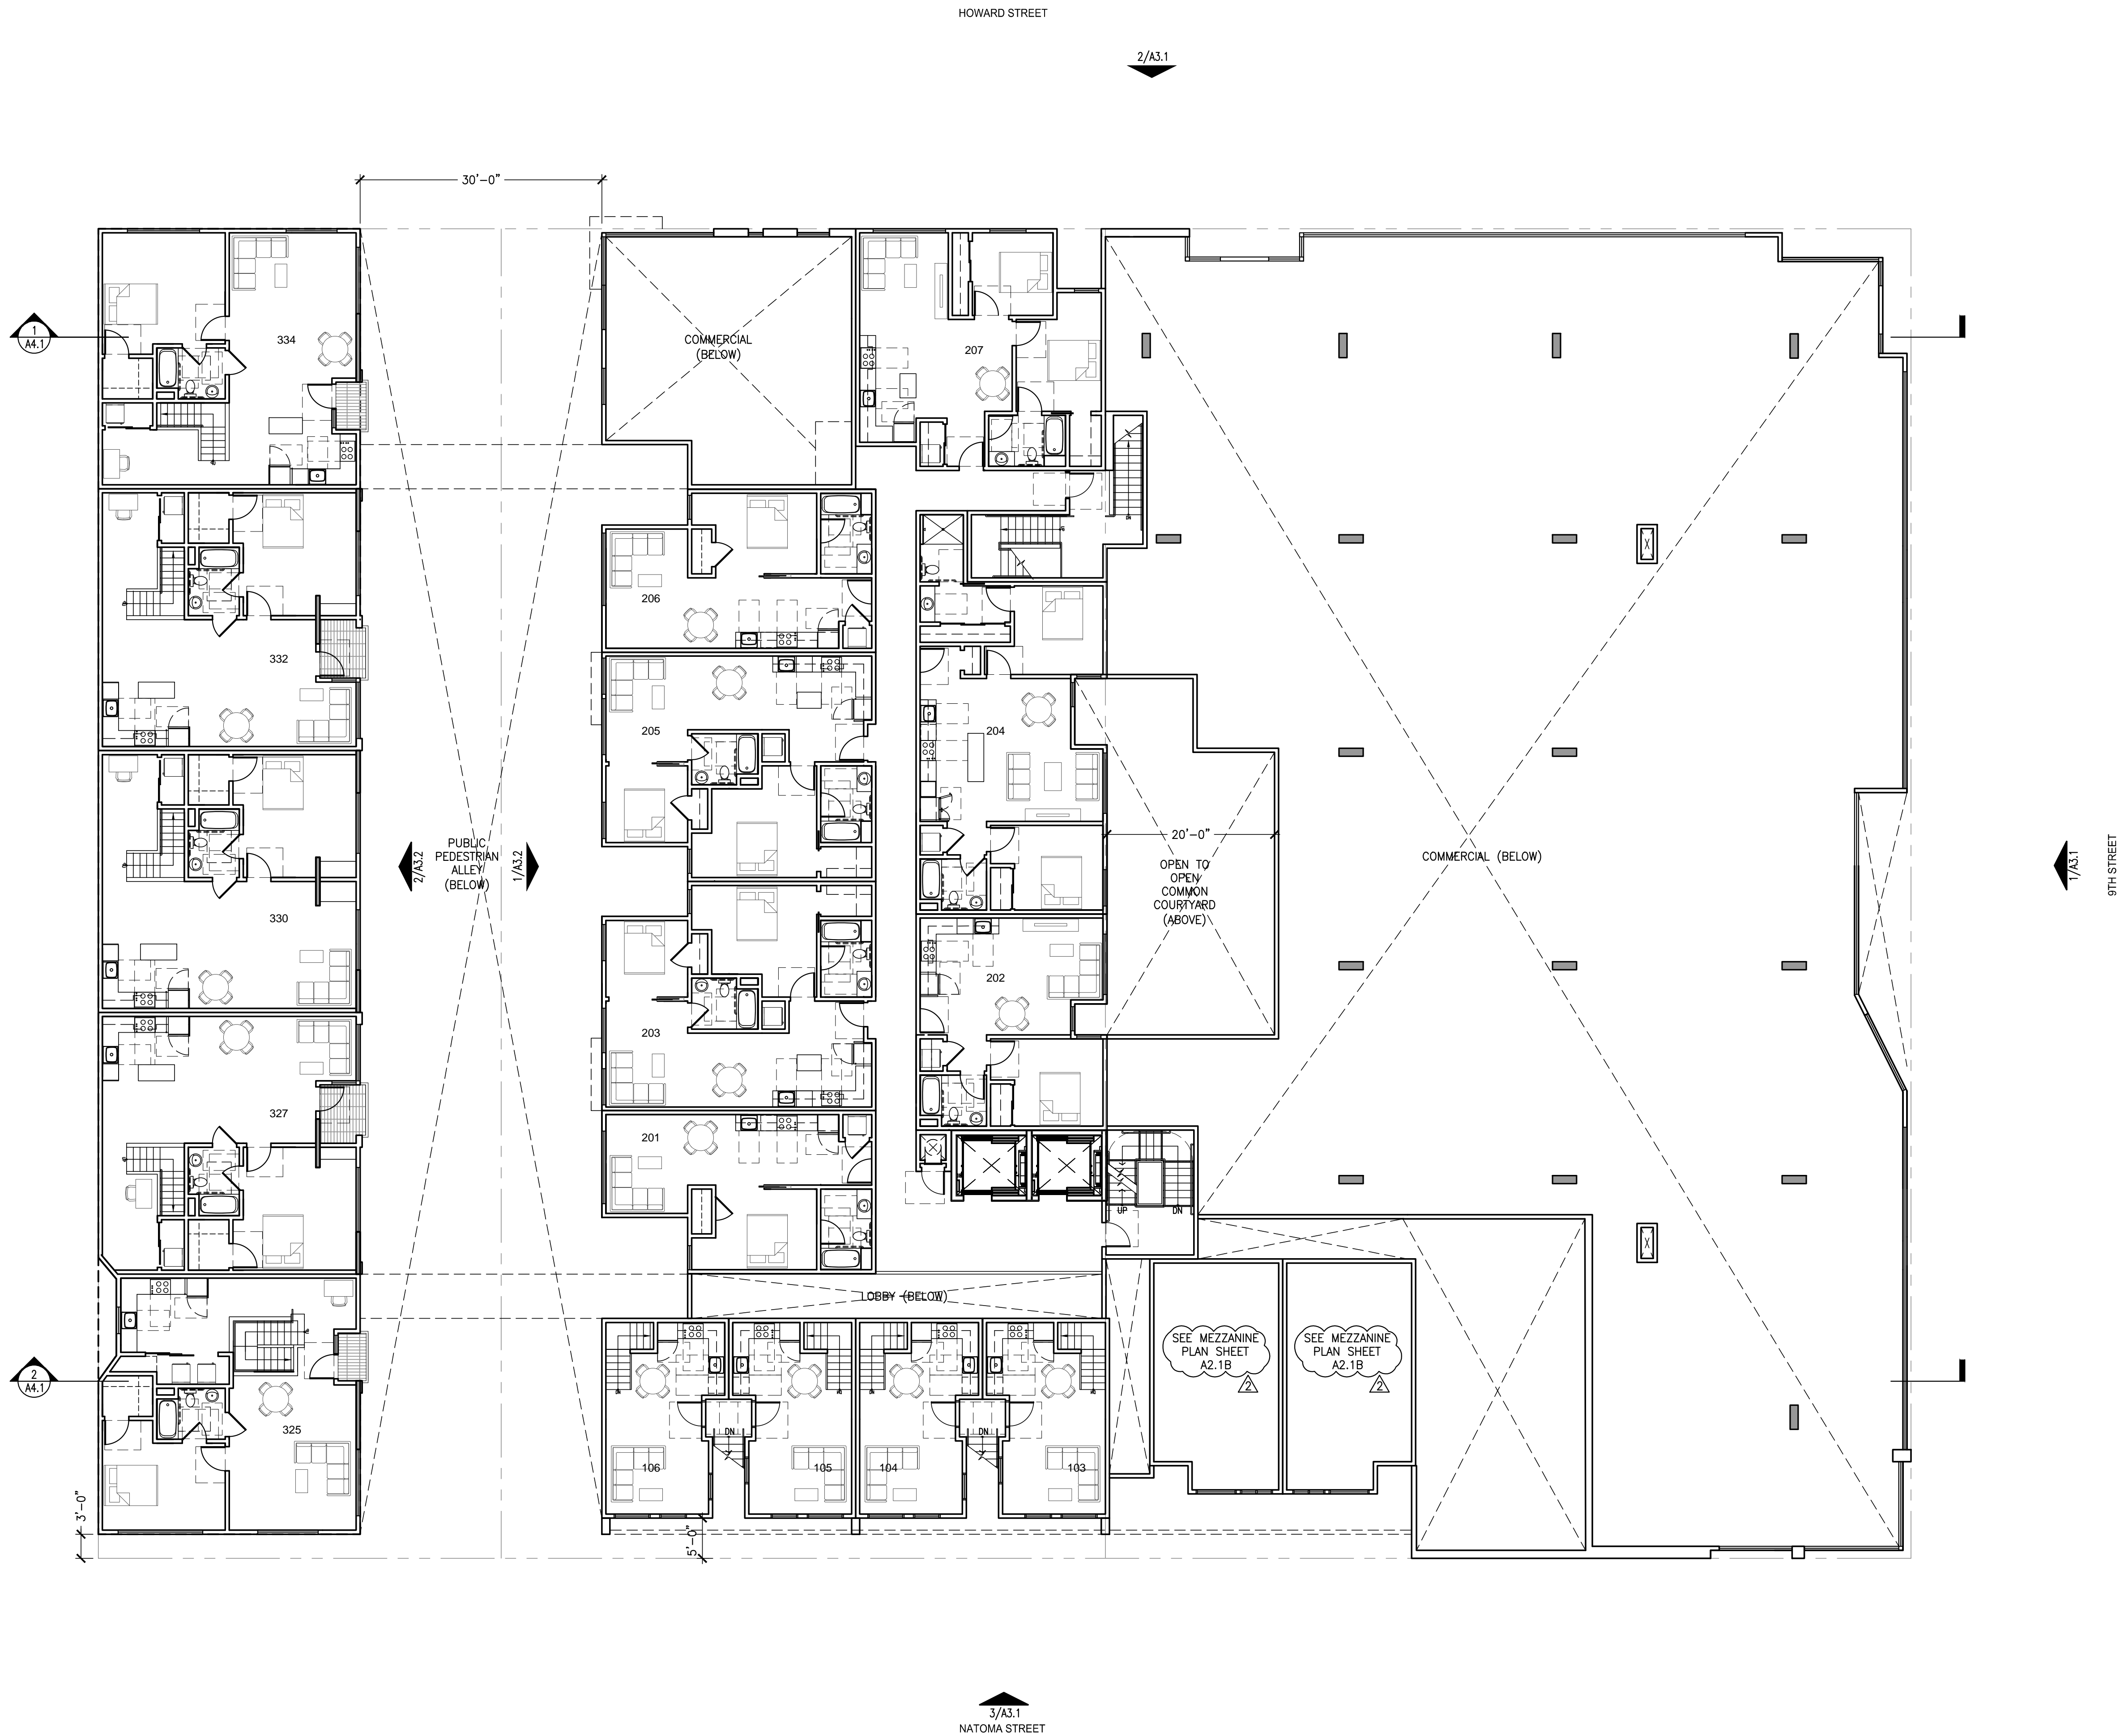 HOWARD STREET
2/A3.1
30'-0"
1
A4.1
334
COMMERCIAL
(BELOW)
207
DN
206
332
205
204
20'-0"
PUBLIC
PEDESTRIAN
ALLEY
(BELOW)
2/A3.2
1/A3.2
OPEN TO
OPEN
COMMON
COURTYARD
(ABOVE)
COMMERCIAL (BELOW)
1/A3.1
9TH STREET
330
202
203
327
201
UP
DN
LOBBY (BELOW)
SEE MEZZANINE
PLAN SHEET
A2.1B
2
SEE MEZZANINE
PLAN SHEET
A2.1B
2
2
A4.1
325
DN
DN
106
105
104
103
3'-0"
5'-0"
3/A3.1
NATOMA STREET